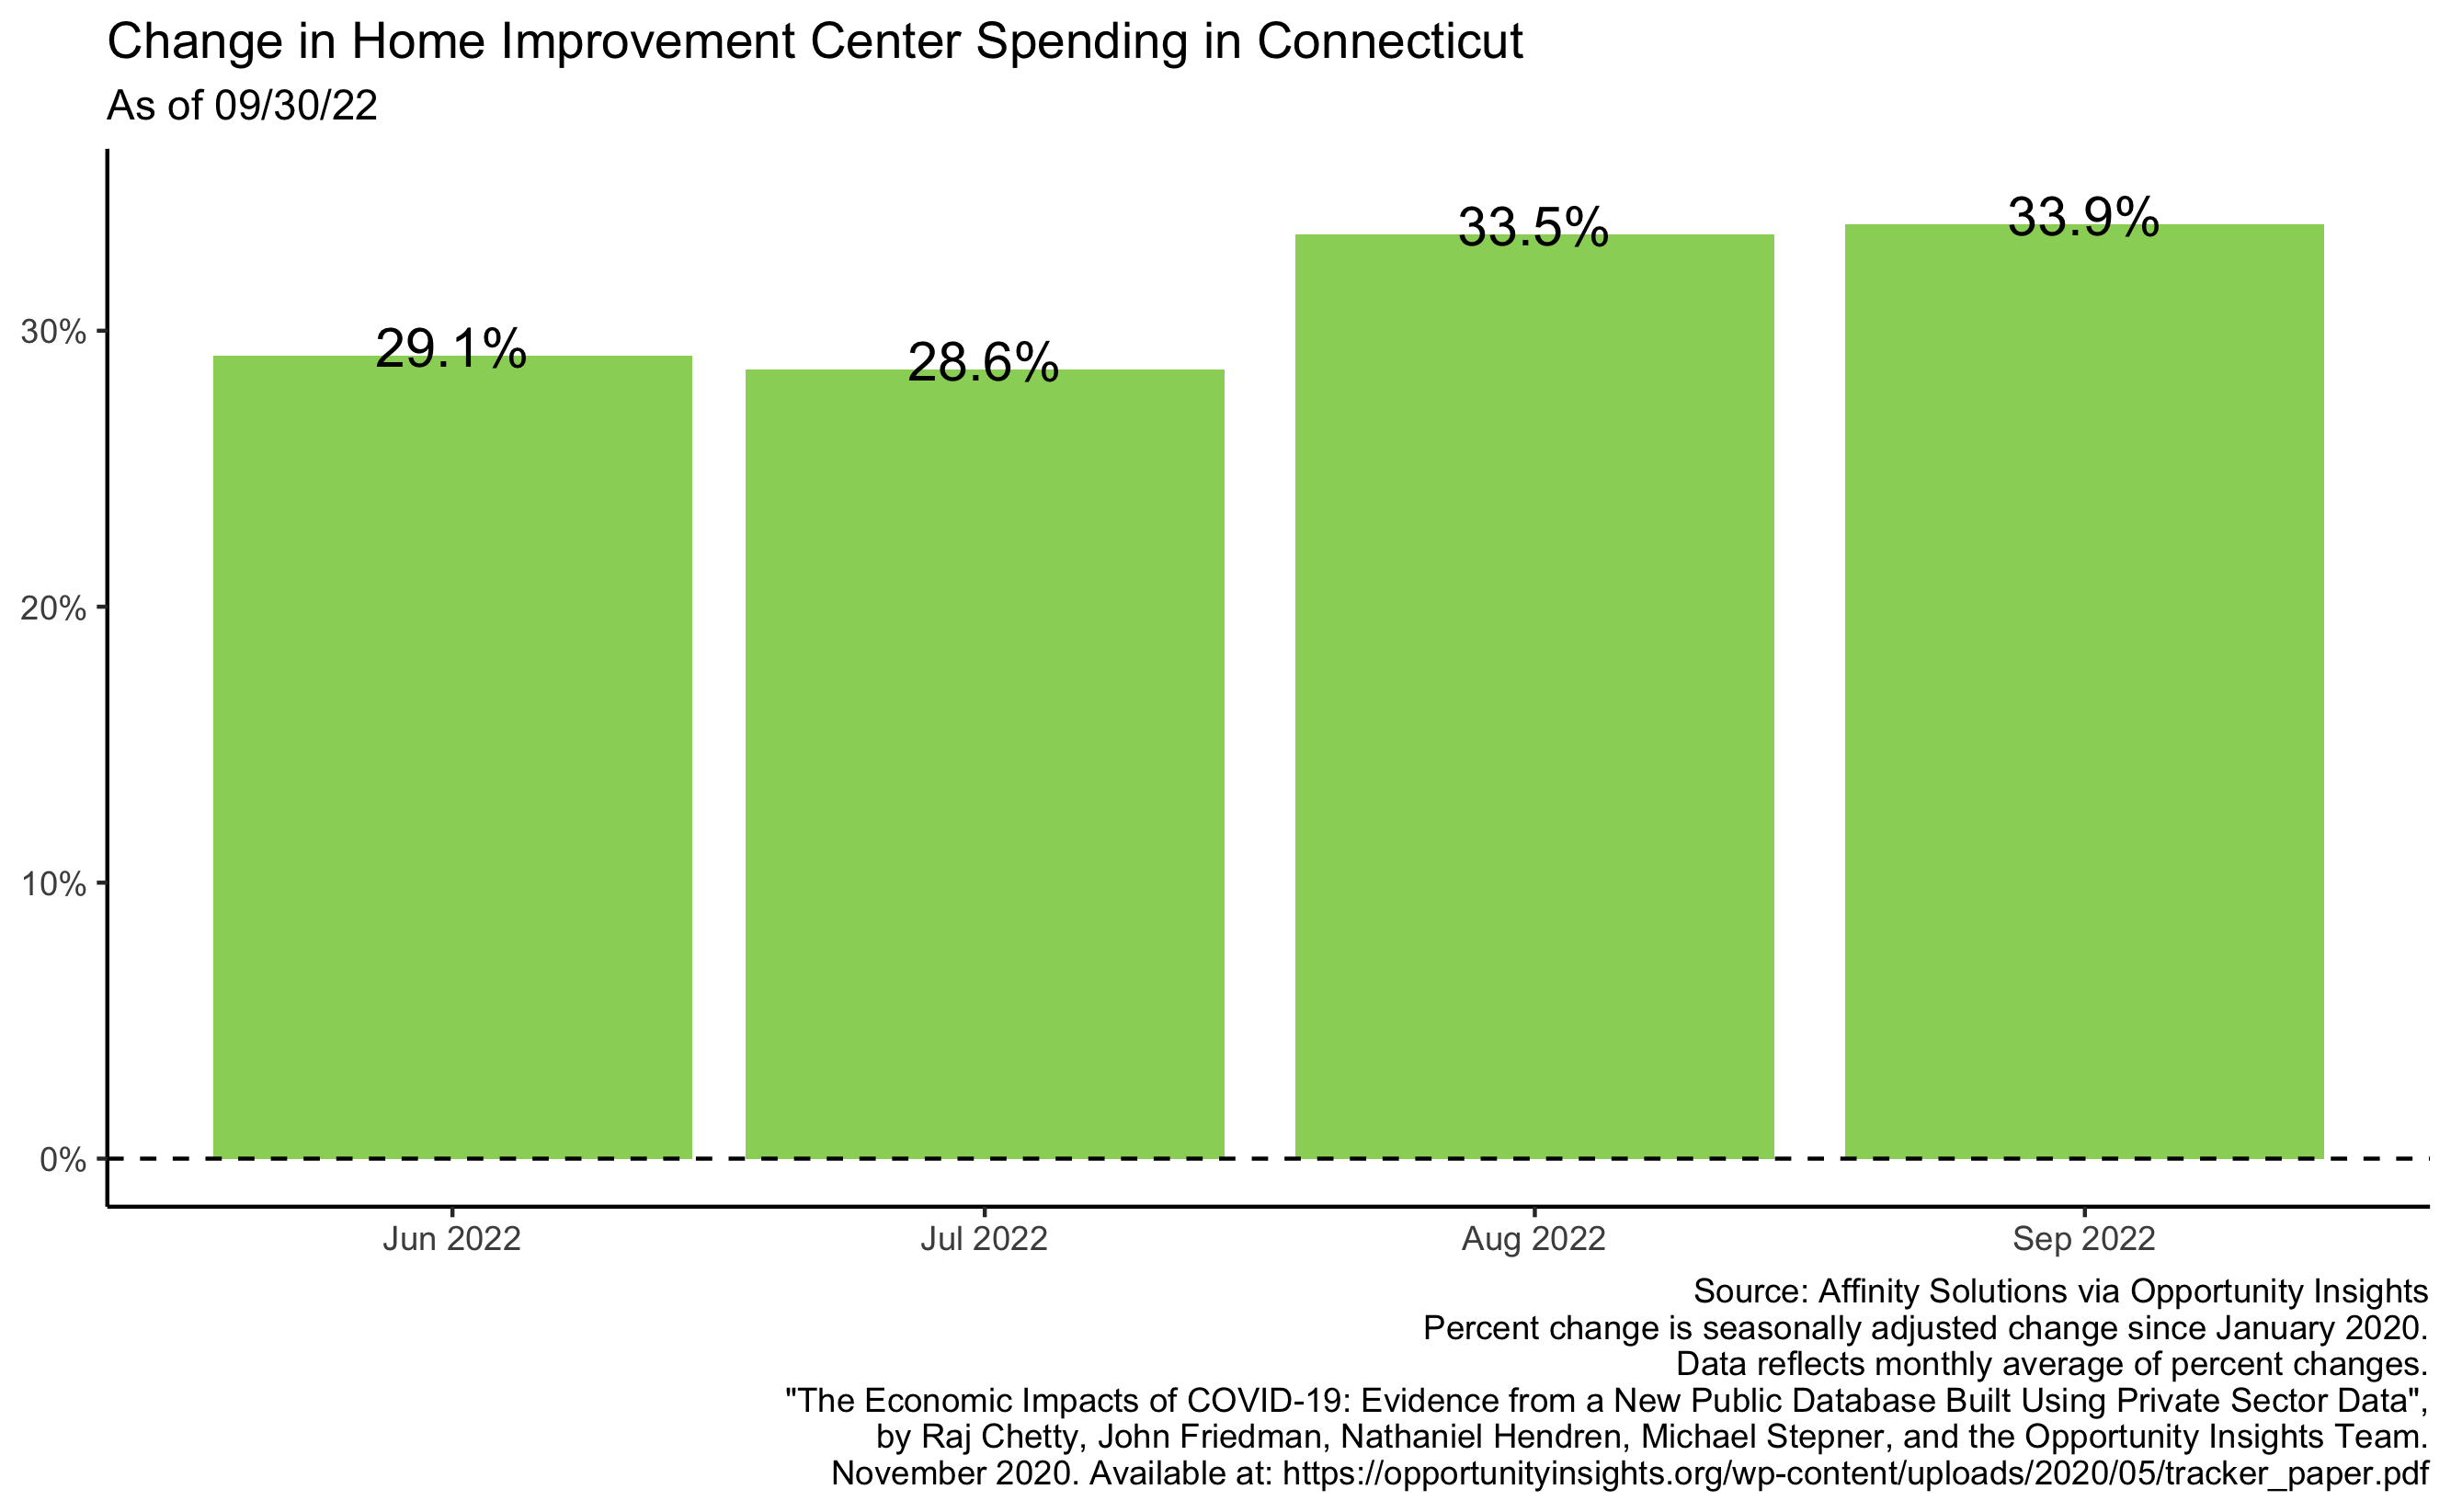 Change in Home Improvement Center Spending in Connecticut
As of 09/30/22
33.9%
33.5%
29.1%
28.6%
30%
20%
10%
0%
Jun 2022
Jul 2022
Aug 2022
Sep 2022
Source: Affinity Solutions via Opportunity Insights
Percent change is seasonally adjusted change since January 2020.
Data reflects monthly average of percent changes.
"The Economic Impacts of COVID-19: Evidence from a New Public Database Built Using Private Sector Data",
by Raj Chetty, John Friedman, Nathaniel Hendren, Michael Stepner, and the Opportunity Insights Team.
November 2020. Available at: https://opportunityinsights.org/wp-content/uploads/2020/05/tracker_paper.pdf